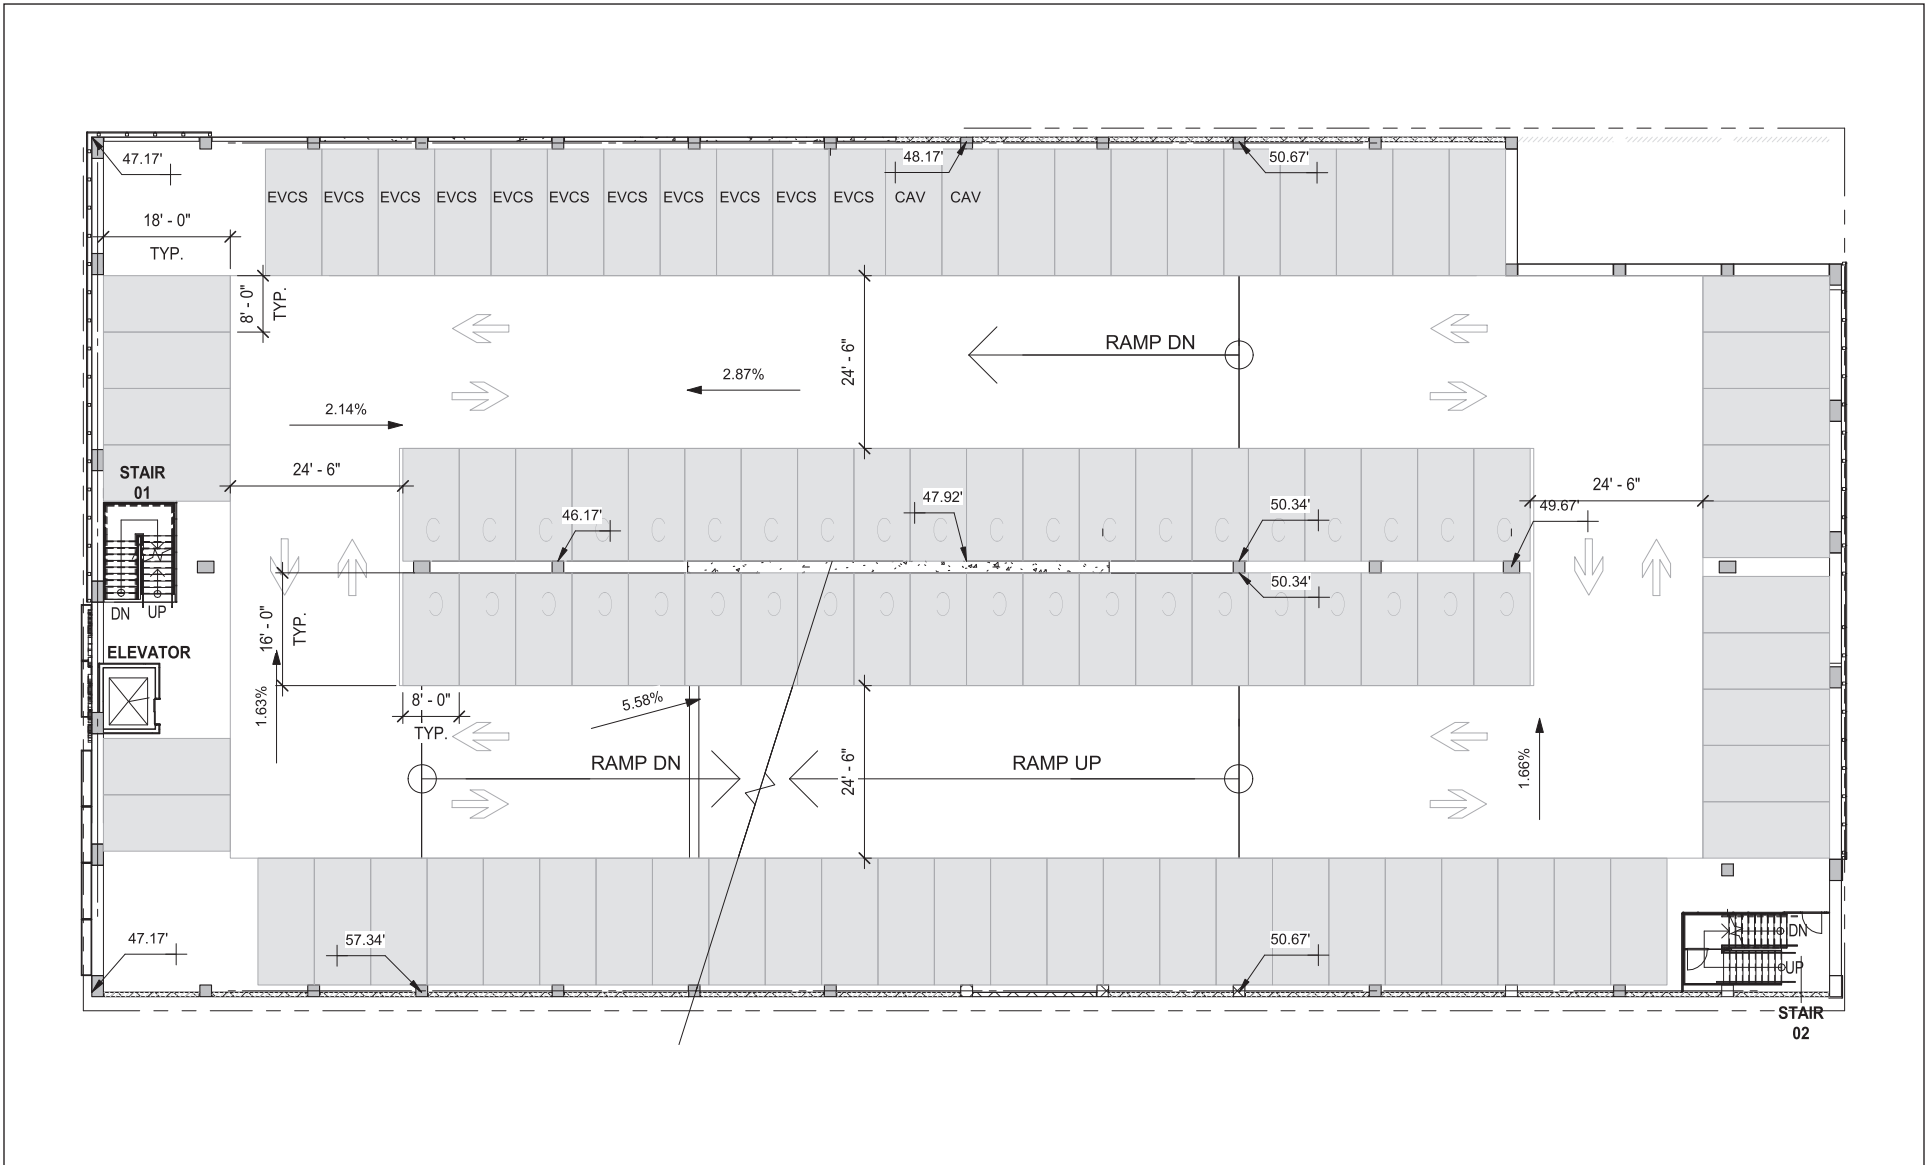 47.17'
48.17'
50.67'
EVCS EVCS EVCS EVCS EVCS EVCS EVCS EVCS EVCS EVCS EVCS CAV CAV
18' - 0"
TYP.
8' - 0"
TYP.
24' - 6"
RAMP DN
2.87%
2.14%
STAIR
01
24' - 6"
24' - 6"
46.17'
47.92'
50.34'
49.67'
50.34'
DN UP
16' - 0"
TYP.
ELEVATOR
1.63%
8' - 0"
TYP.
5.58%
RAMP DN
24' - 6"
RAMP UP
1.66%
47.17'
57.34'
50.67'
DN
UP
STAIR
02